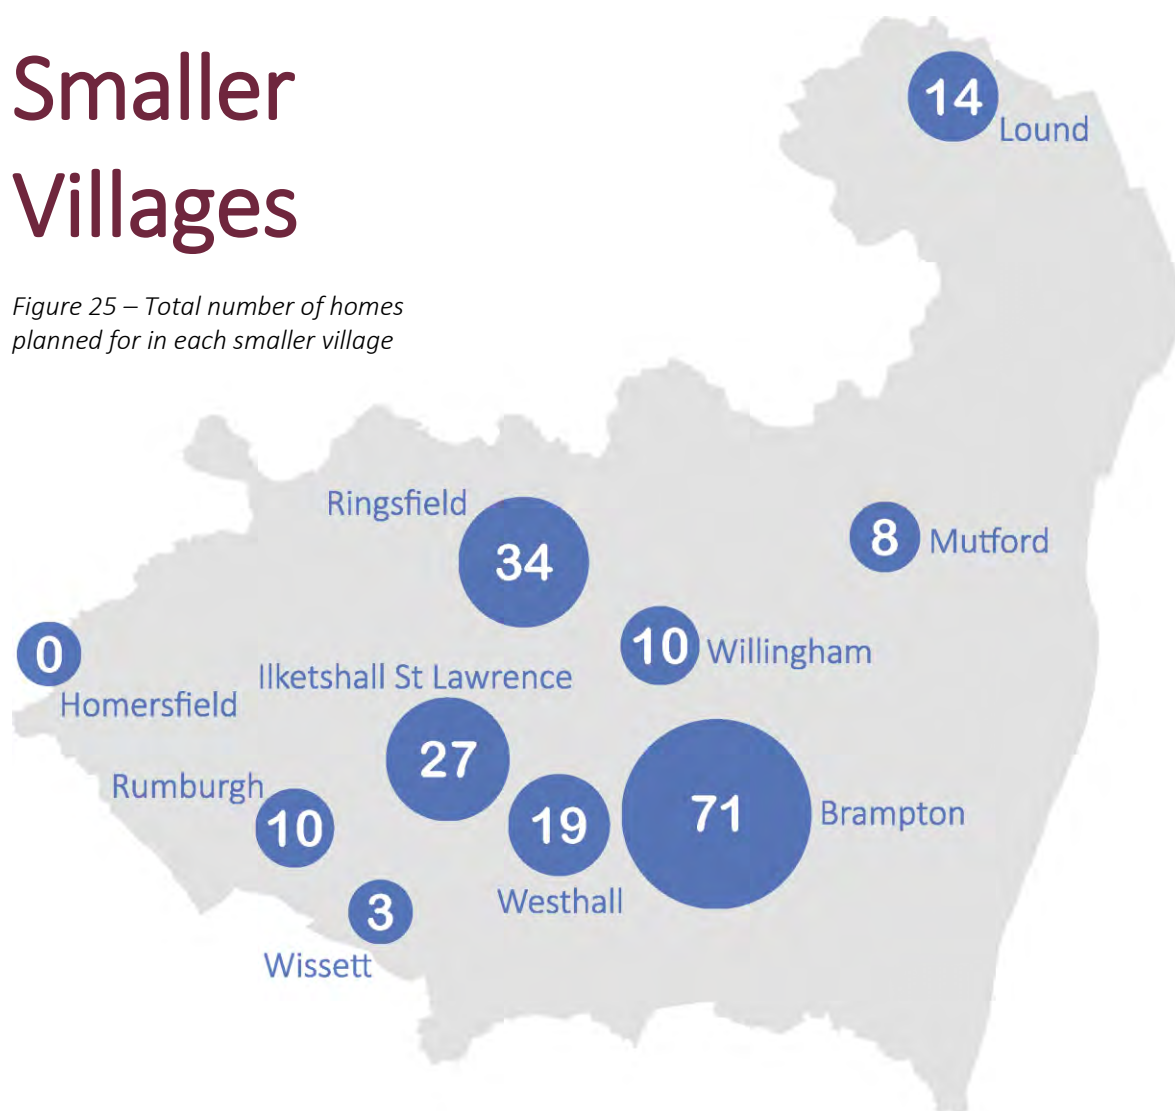 Smaller
Villages
Figure 25 – Total number of homes
planned for in each smaller village
14
Lound
Ringsfield
34
8
Mutford
0
Homersfield
10
Willingham
Ilketshall St Lawrence
27
Rumburgh
10
19
Westhall
71
Brampton
3
Wissett